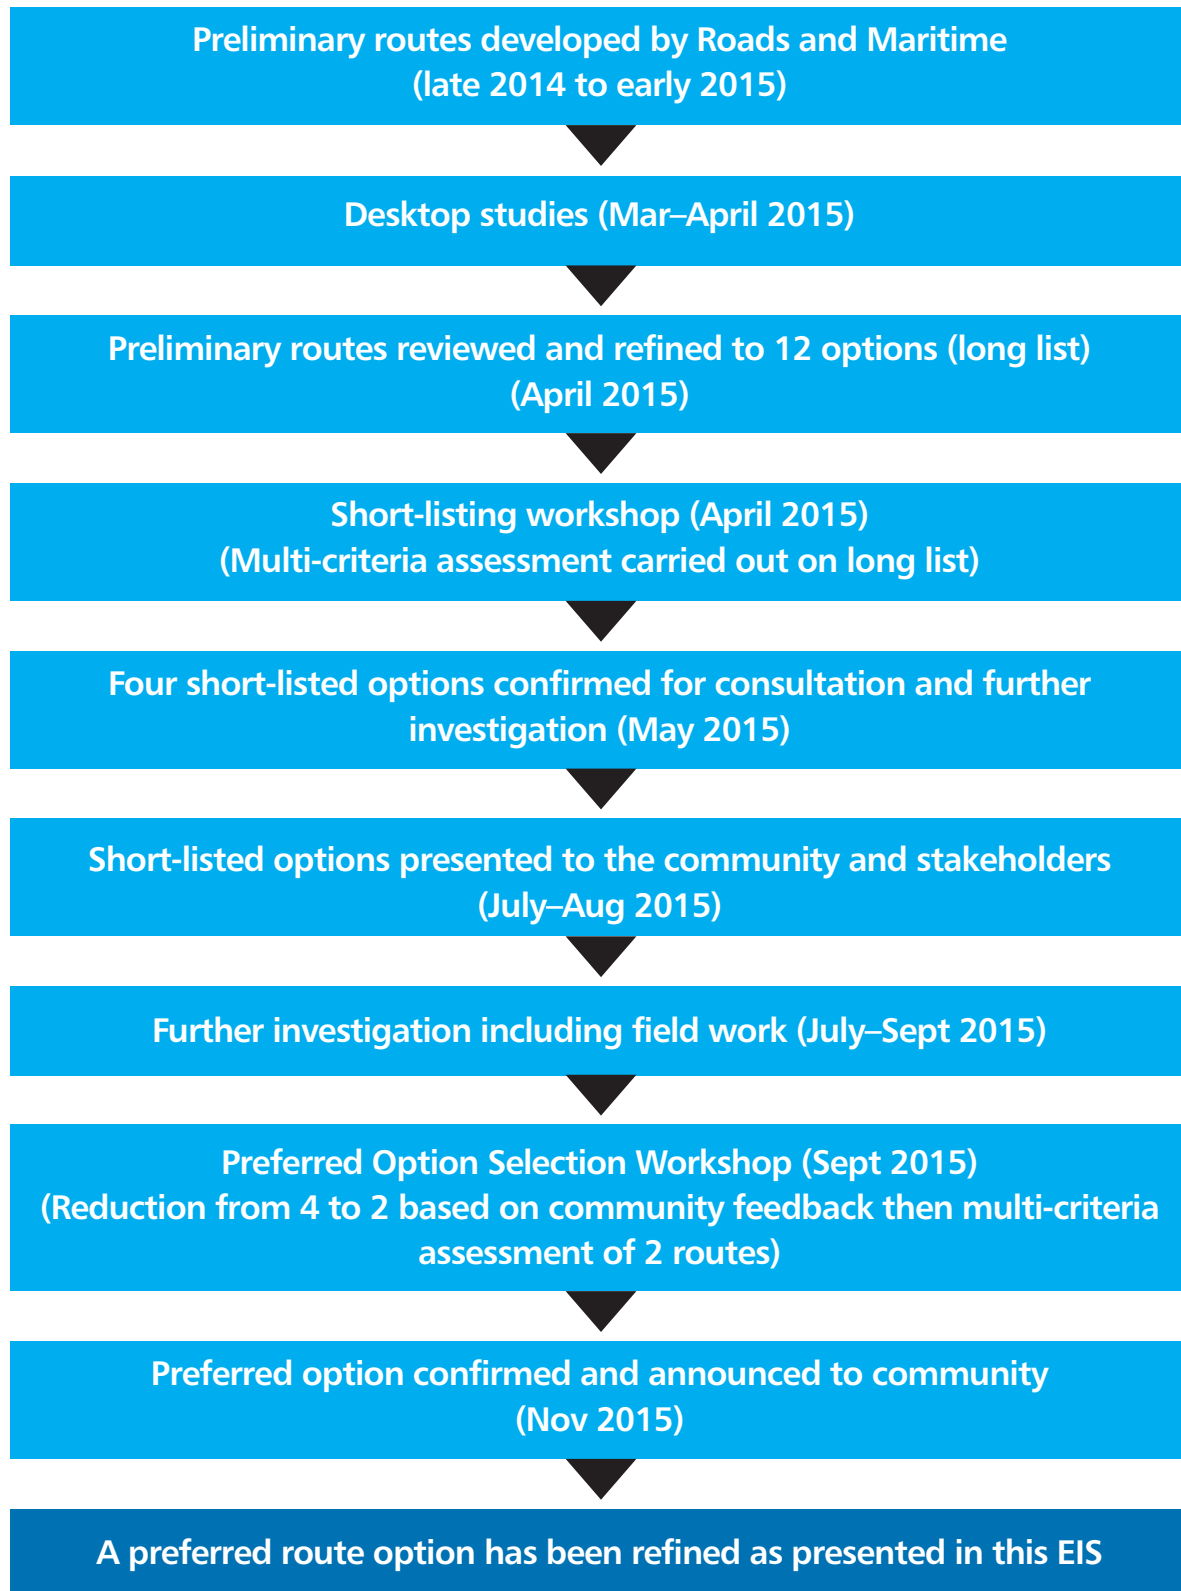 Preliminary routes developed by Roads and Maritime
(late 2014 to early 2015)
Desktop studies (Mar–April 2015)
Preliminary routes reviewed and refined to 12 options (long list)
(April 2015)
Short-listing workshop (April 2015)
(Multi-criteria assessment carried out on long list)
Four short-listed options confirmed for consultation and further
investigation (May 2015)
Short-listed options presented to the community and stakeholders
(July–Aug 2015)
Further investigation including field work (July–Sept 2015)
Preferred Option Selection Workshop (Sept 2015)
(Reduction from 4 to 2 based on community feedback then multi-criteria
assessment of 2 routes)
Preferred option confirmed and announced to community
(Nov 2015)
A preferred route option has been refined as presented in this EIS